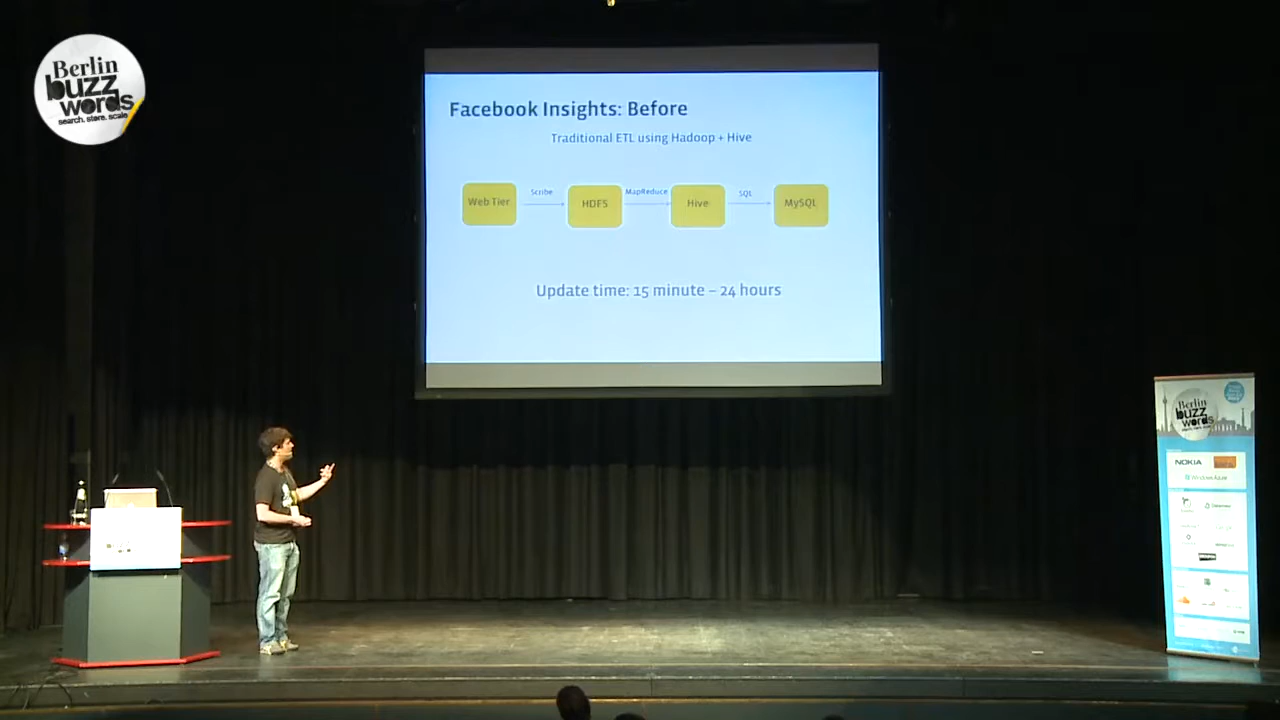 Berlin
buzz
words
search. store. scale.
Facebook Insights: Before
Traditional ETL using Hadoop + Hive
Web Tier
Scribe
HDFS
MapReduce
Hive
SQL
MySQL
Update time: 15 minute – 24 hours
Berlin
buzz
words
NOKIA